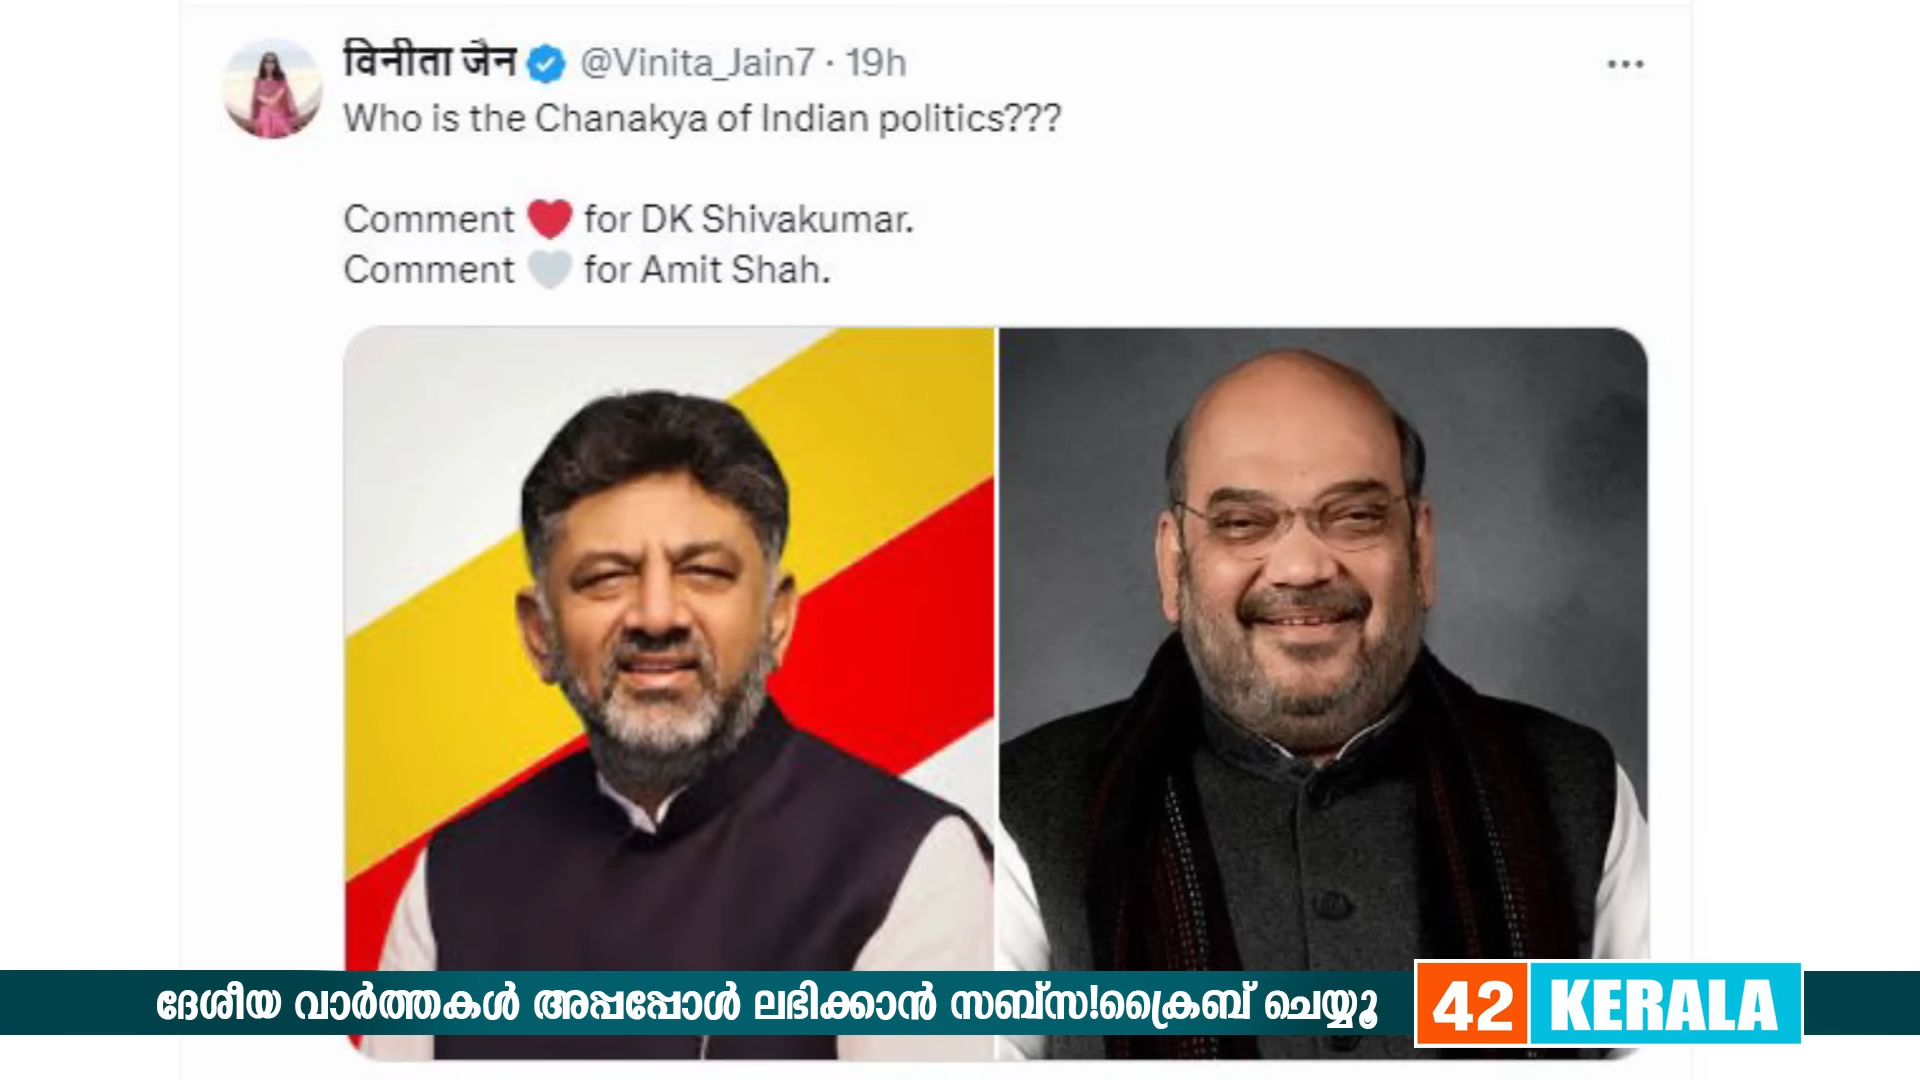 विनीता जैन @Vinita_Jain7 · 19h
Who is the Chanakya of Indian politics???
Comment ❤️ for DK Shivakumar.
Comment 🤍 for Amit Shah.
ദേശീയ വാർത്തകൾ അപ്പപ്പോൾ ലഭിക്കാൻ സബ്സ!ക്രൈബ് ചെയ്യൂ
42 KERALA